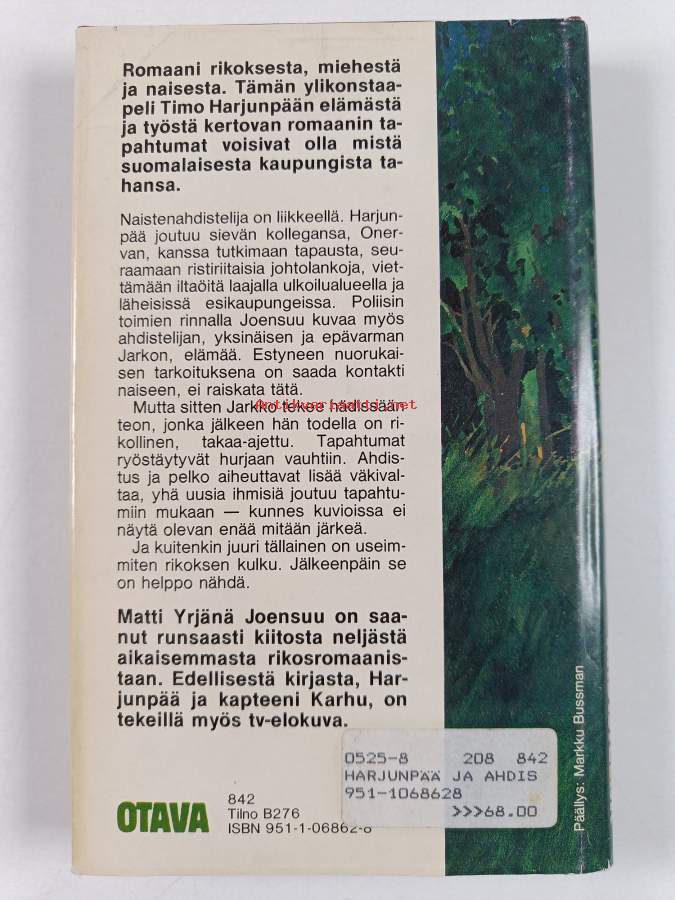 Romaani rikoksesta, miehestä
ja naisesta. Tämän ylikonstaa-
peli Timo Harjunpään elämästä
ja työstä kertovan romaanin ta-
pahtumat voisivat olla mistä
suomalaisesta kaupungista ta-
hansa.
Naistenahdistelija on liikkeellä. Harjun-
pää joutuu sievän kollegansa, Oner-
van, kanssa tutkimaan tapausta, seu-
raamaan ristiriitaisia johtolankoja, viet-
tämään iltaöitä laajalla ulkoilualueella ja
läheisissä esikaupungeissa. Poliisin
toimien rinnalla Joensuu kuvaa myös
ahdistelijan, yksinäisen ja epävarman
Jarkon, elämää. Estyneen nuorukai-
sen tarkoituksena on saada kontakti
naiseen, ei raiskata tätä.
Mutta sitten Jarkko tekee hädissään
teon, jonka jälkeen hän todella on ri-
kollinen, takaa-ajettu. Tapahtumat
ryöstäytyvät hurjaan vauhtiin. Ahdis-
tus ja pelko aiheuttavat lisää väkival-
taa, yhä uusia ihmisiä joutuu tapahtu-
miin mukaan — kunnes kuvioissa ei
näytä olevan enää mitään järkeä.
Ja kuitenkin juuri tällainen on useim-
miten rikoksen kulku. Jälkeenpäin se
on helppo nähdä.
Matti Yrjänä Joensuu on saa-
nut runsaasti kiitosta neljästä
aikaisemmasta rikosromaanis-
taan. Edellisestä kirjasta, Har-
junpää ja kapteeni Karhu, on
tekeillä myös tv-elokuva.
OTAVA
842
Tilno B276
ISBN 951-1-06862-8
0525-8 208 842
HARJUNPÄÄ JA AHDIS
951-1068628
>>>68.00
Päällys: Markku Bussman
Antikvariaatti.net